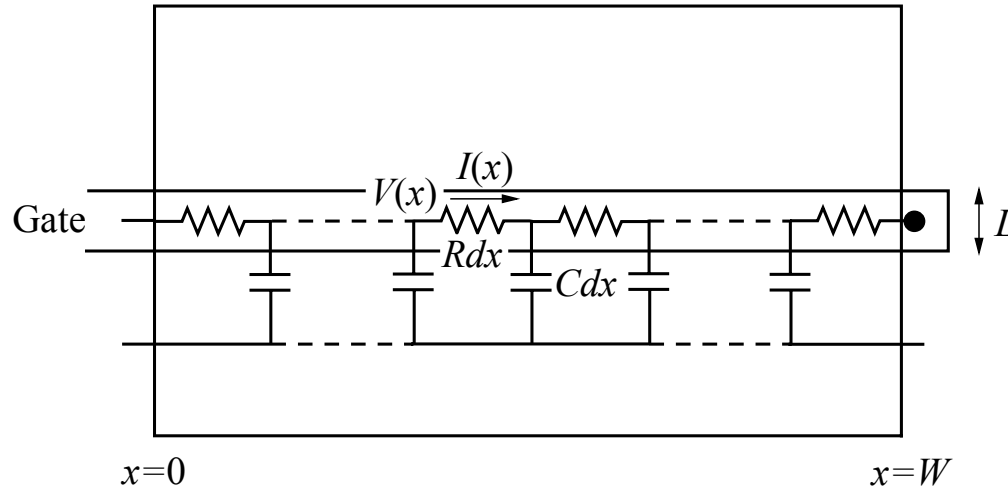 I(x)
V(x)
Gate
L
Rdx
Cdx
x=0
x=W